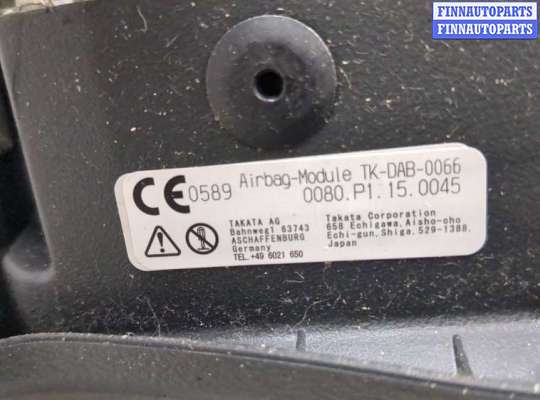 FINNAUTOPARTS
FINNAUTOPARTS
CE 0589 Airbag-Module TK-DAB-0066
0080.P1.15.0045
TAKATA AG
Bahnweg1 63743
ASCHAFFENBURG
Germany
TEL.+49 6021 650
Takata Corporation
658 Echigawa,Aisho-cho
Echi-gun,Shiga,529-1388,
Japan